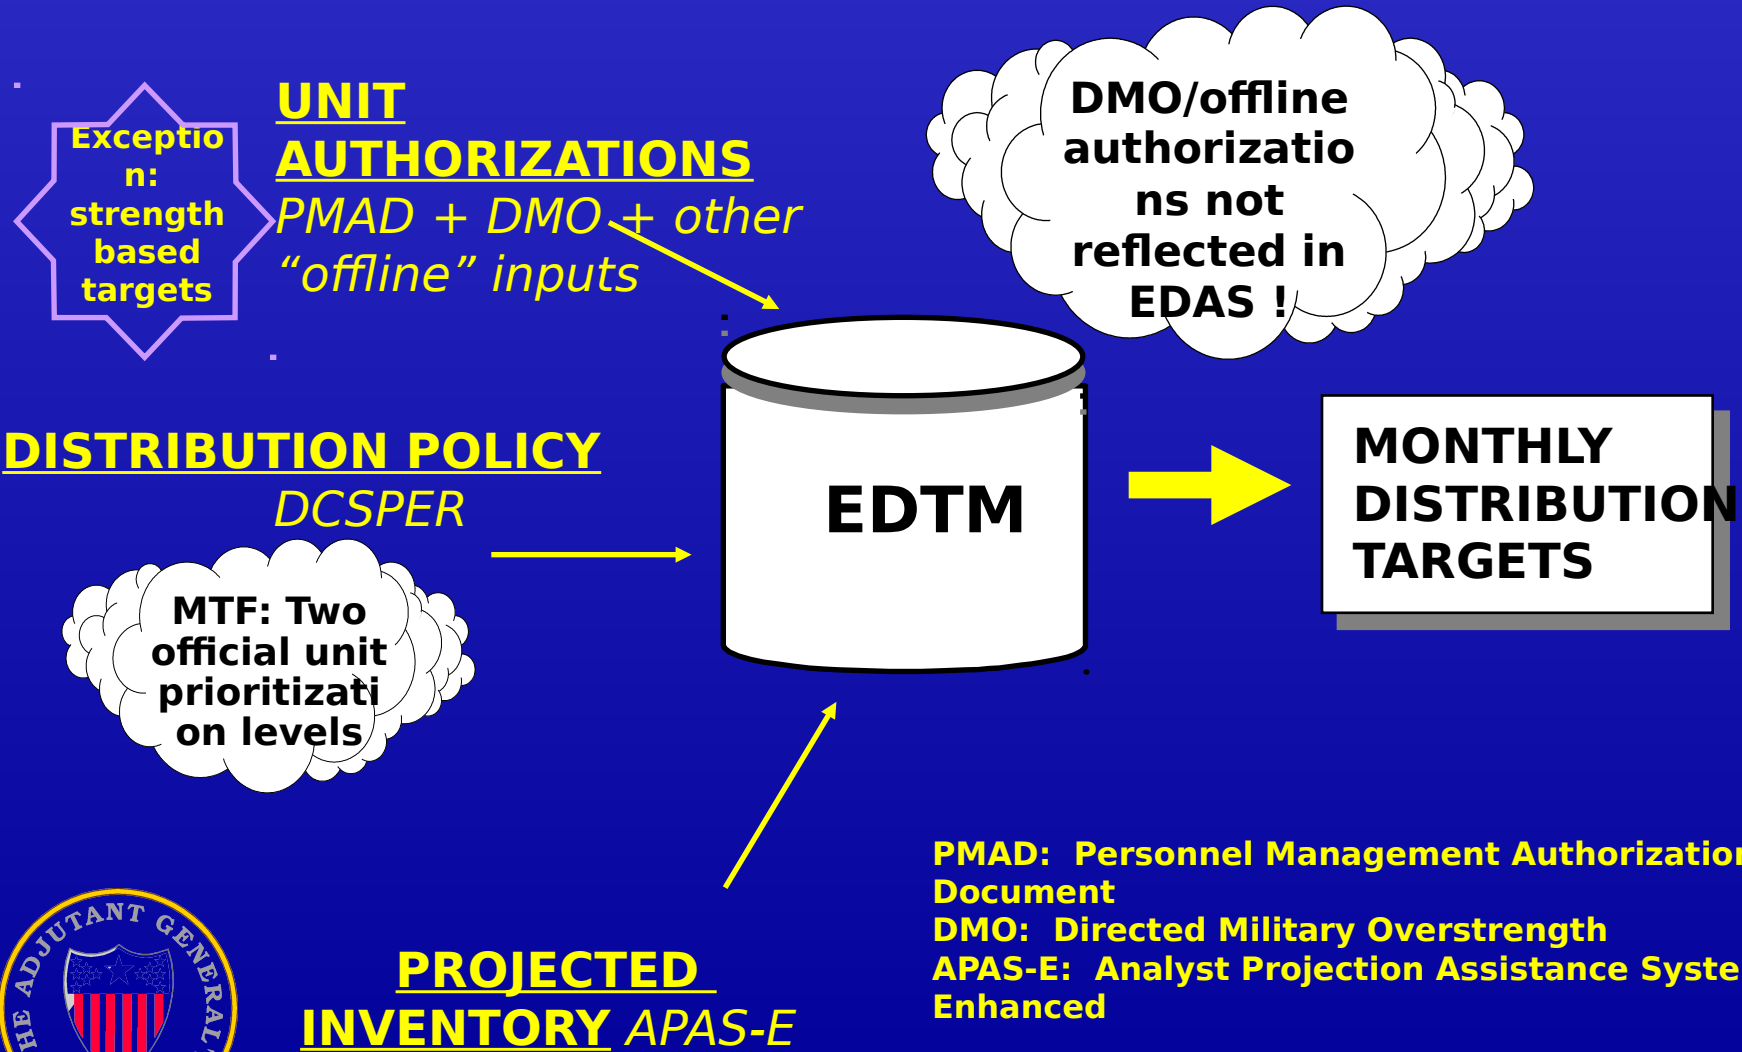 Exceptio
n:
strength
based
targets
UNIT
AUTHORIZATIONS
PMAD + DMO + other
“offline” inputs
DMO/offline
authorizatio
ns not
reflected in
EDAS !
DISTRIBUTION POLICY
DCSPER
MTF: Two
official unit
prioritizati
on levels
EDTM
MONTHLY
DISTRIBUTION
TARGETS
PROJECTED
INVENTORY APAS-E
PMAD:  Personnel Management Authorization
Document
DMO:  Directed Military Overstrength
APAS-E:  Analyst Projection Assistance Syste
Enhanced
THE ADJUTANT GENERAL